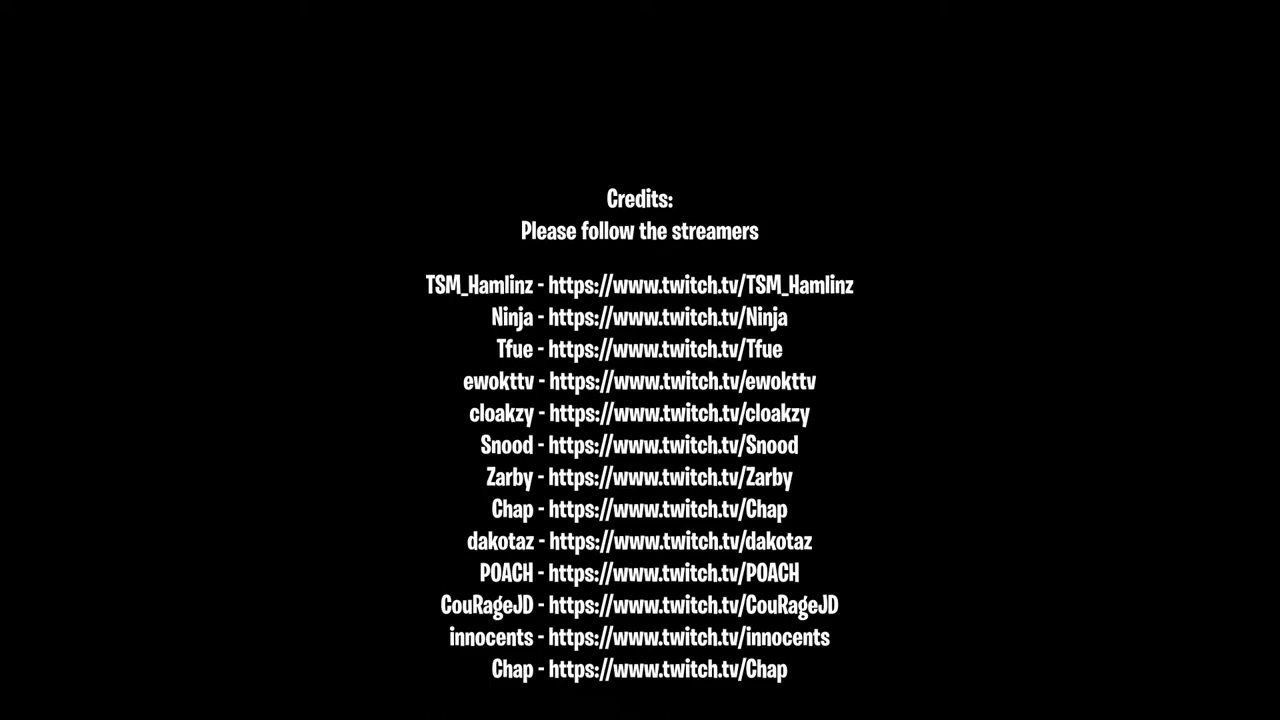 Credits:
Please follow the streamers
TSM_Hamlinz - https://www.twitch.tv/TSM_Hamlinz
Ninja - https://www.twitch.tv/Ninja
Tfue - https://www.twitch.tv/Tfue
ewokttv - https://www.twitch.tv/ewokttv
cloakzy - https://www.twitch.tv/cloakzy
Snood - https://www.twitch.tv/Snood
Zarby - https://www.twitch.tv/Zarby
Chap - https://www.twitch.tv/Chap
dakotaz - https://www.twitch.tv/dakotaz
POACH - https://www.twitch.tv/POACH
CouRageJD - https://www.twitch.tv/CouRageJD
innocents - https://www.twitch.tv/innocents
Chap - https://www.twitch.tv/Chap